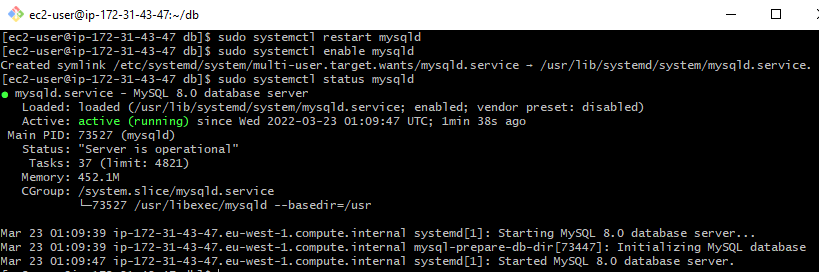 ec2-user@ip-172-31-43-47:~/db
[ec2-user@ip-172-31-43-47 db]$ sudo systemctl restart mysqld
[ec2-user@ip-172-31-43-47 db]$ sudo systemctl enable mysqld
Created symlink /etc/systemd/system/multi-user.target.wants/mysqld.service → /usr/lib/systemd/system/mysqld.service.
[ec2-user@ip-172-31-43-47 db]$ sudo systemctl status mysqld
● mysqld.service - MySQL 8.0 database server
Loaded: loaded (/usr/lib/systemd/system/mysqld.service; enabled; vendor preset: disabled)
Active: active (running) since Wed 2022-03-23 01:09:47 UTC; 1min 38s ago
Main PID: 73527 (mysqld)
Status: "Server is operational"
Tasks: 37 (limit: 4821)
Memory: 452.1M
CGroup: /system.slice/mysqld.service
└─73527 /usr/libexec/mysqld --basedir=/usr
Mar 23 01:09:39 ip-172-31-43-47.eu-west-1.compute.internal systemd[1]: Starting MySQL 8.0 database server...
Mar 23 01:09:39 ip-172-31-43-47.eu-west-1.compute.internal mysql-prepare-db-dir[73447]: Initializing MySQL database
Mar 23 01:09:47 ip-172-31-43-47.eu-west-1.compute.internal systemd[1]: Started MySQL 8.0 database server.
[ec2-user@ip-172-31-43-47 db]$